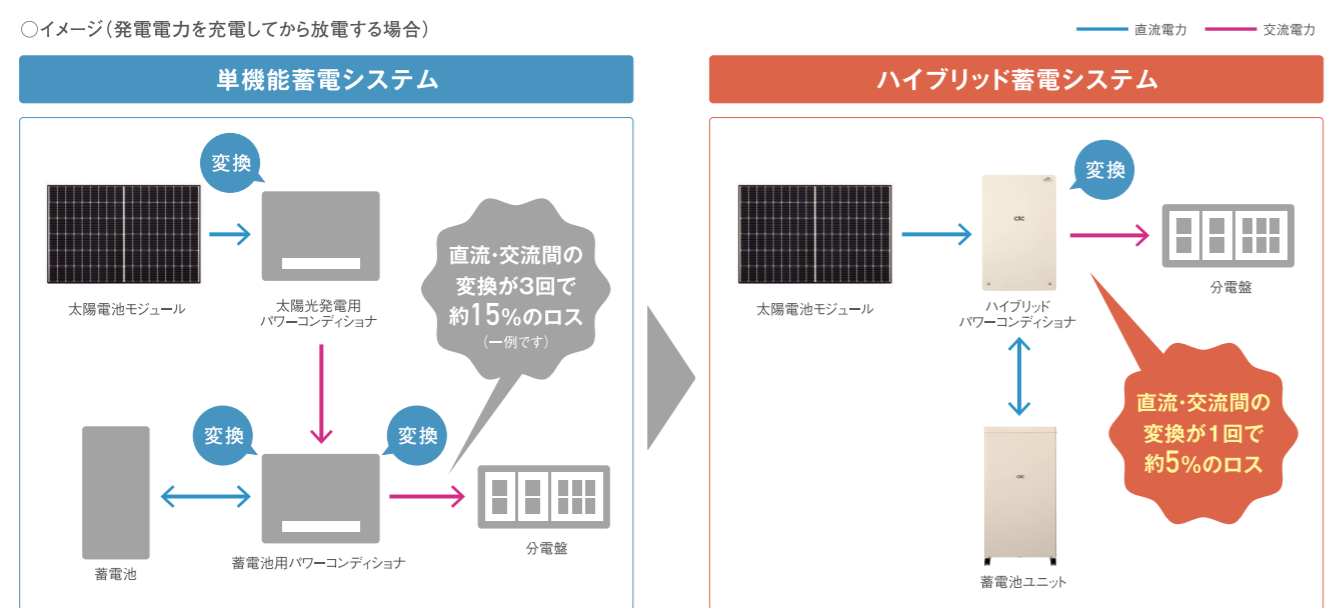 ○イメージ（発電電力を充電してから放電する場合）
直流電力
交流電力
単機能蓄電システム
変換
太陽電池モジュール
太陽光発電用
パワーコンディショナ
直流・交流間の
変換が3回で
約15%のロス
（一例です）
変換
変換
蓄電池
蓄電池用パワーコンディショナ
分電盤
ハイブリッド蓄電システム
変換
太陽電池モジュール
ハイブリッド
パワーコンディショナ
分電盤
直流・交流間の
変換が1回で
約5%のロス
蓄電池ユニット